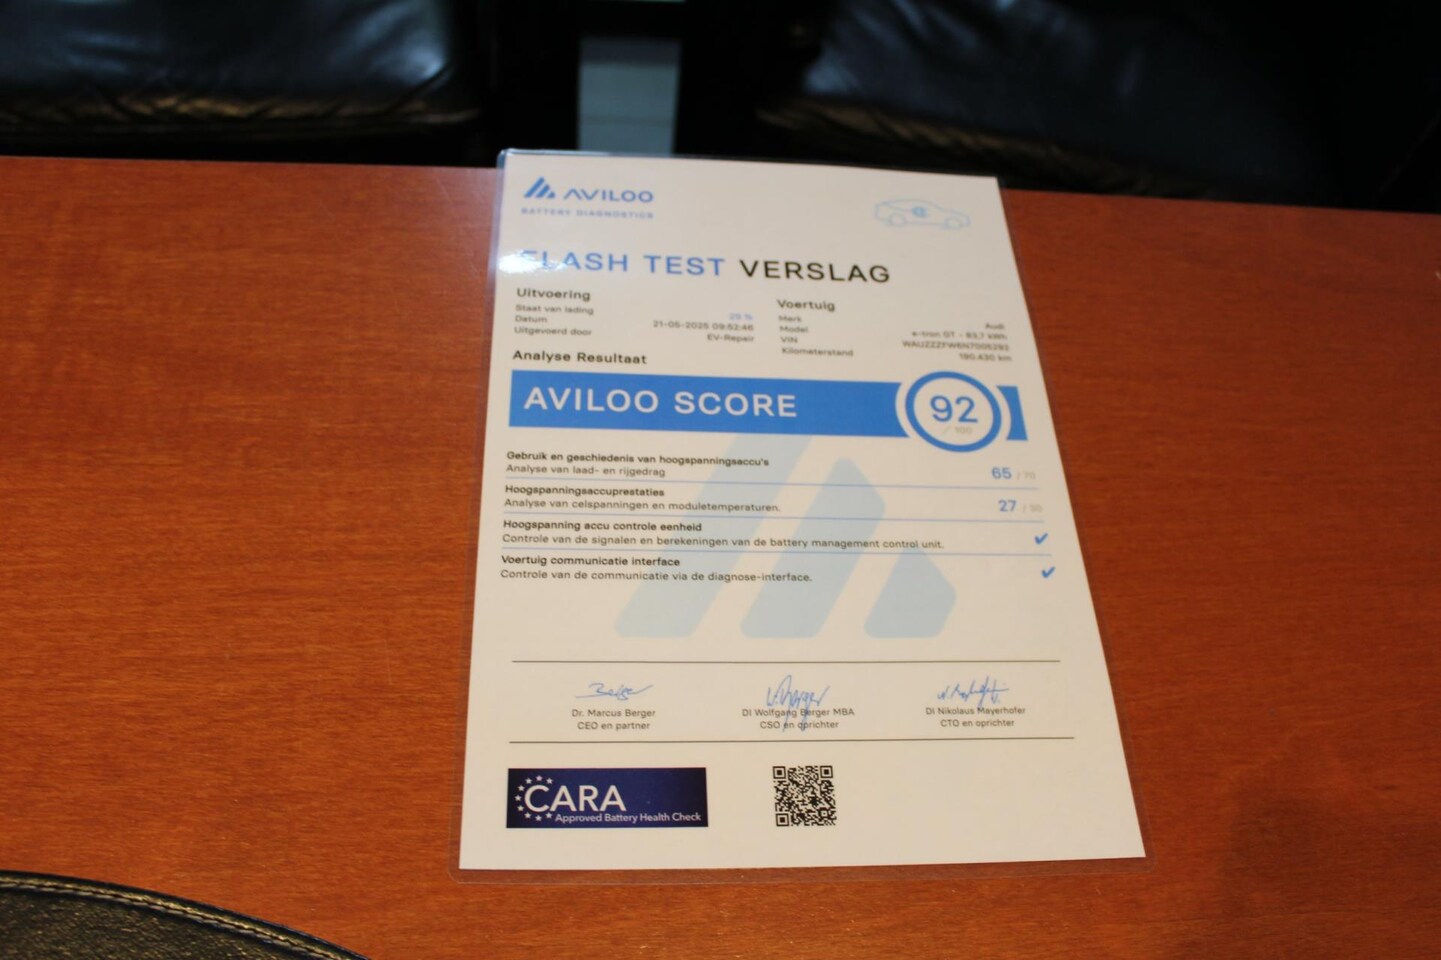 AVILOO
BATTERY DIAGNOSTICS
FLASH TEST VERSLAG
Uitvoering
Staat van lading 29 %
Datum 21-05-2025 09:52:46
Uitgevoerd door EV-Repair
Voertuig
Merk Audi
Model e-tron GT - 83,7 kWh
VIN
Kilometerstand 190.430 km
Analyse Resultaat
AVILOO SCORE 92 / 100
Gebruik en geschiedenis van hoogspanningsaccu's
Analyse van laad- en rijgedrag 65 / 70
Hoogspanningsaccuprestaties
Analyse van celspanningen en moduletemperaturen. 27 / 30
Hoogspanning accu controle eenheid
Controle van de signalen en berekeningen van de battery management control unit.
Voertuig communicatie interface
Controle van de communicatie via de diagnose-interface.
Dr. Marcus Berger
CEO en partner
DI Wolfgang Berger MBA
CSO en oprichter
DI Nikolaus Mayerhofer
CTO en oprichter
CARA
Approved Battery Health Check